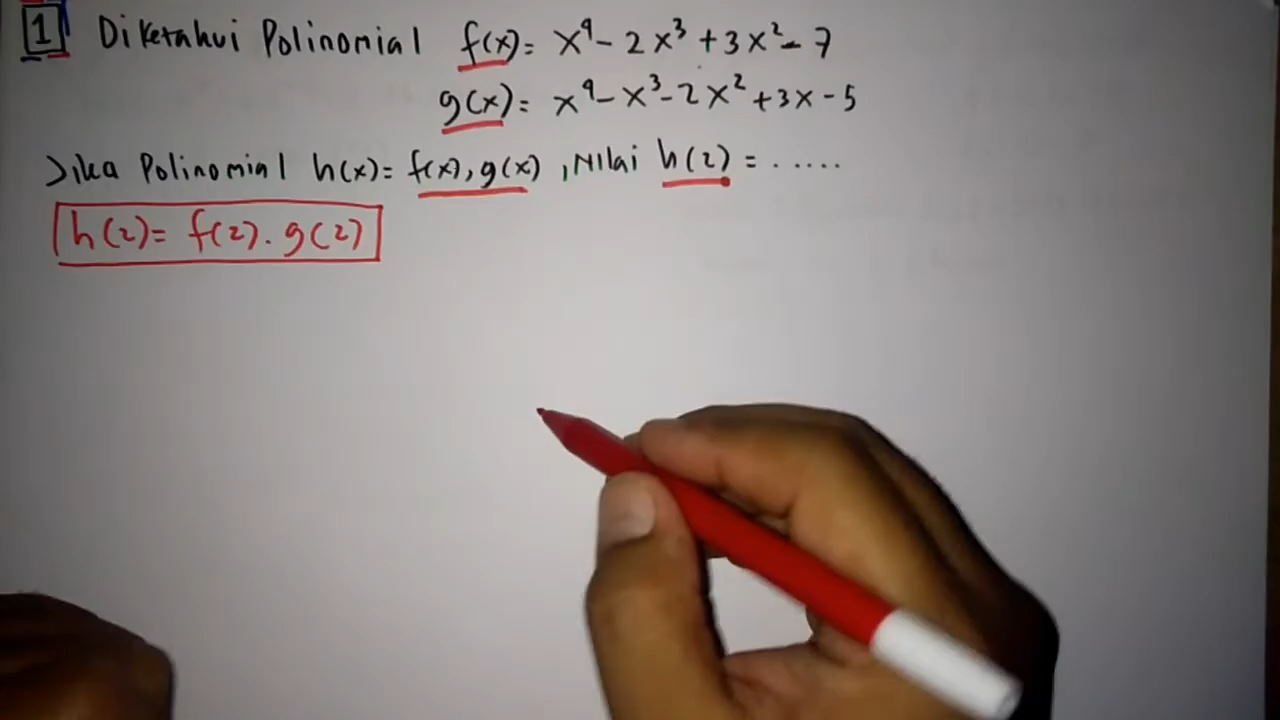 1 Diketahui Polinomial f(x) = x⁴ - 2x³ + 3x² - 7
g(x) = x⁴ - x³ - 2x² + 3x - 5
Jika Polinomial h(x) = f(x), g(x), Nilai h(2) = .....
h(2) = f(2) . g(2)